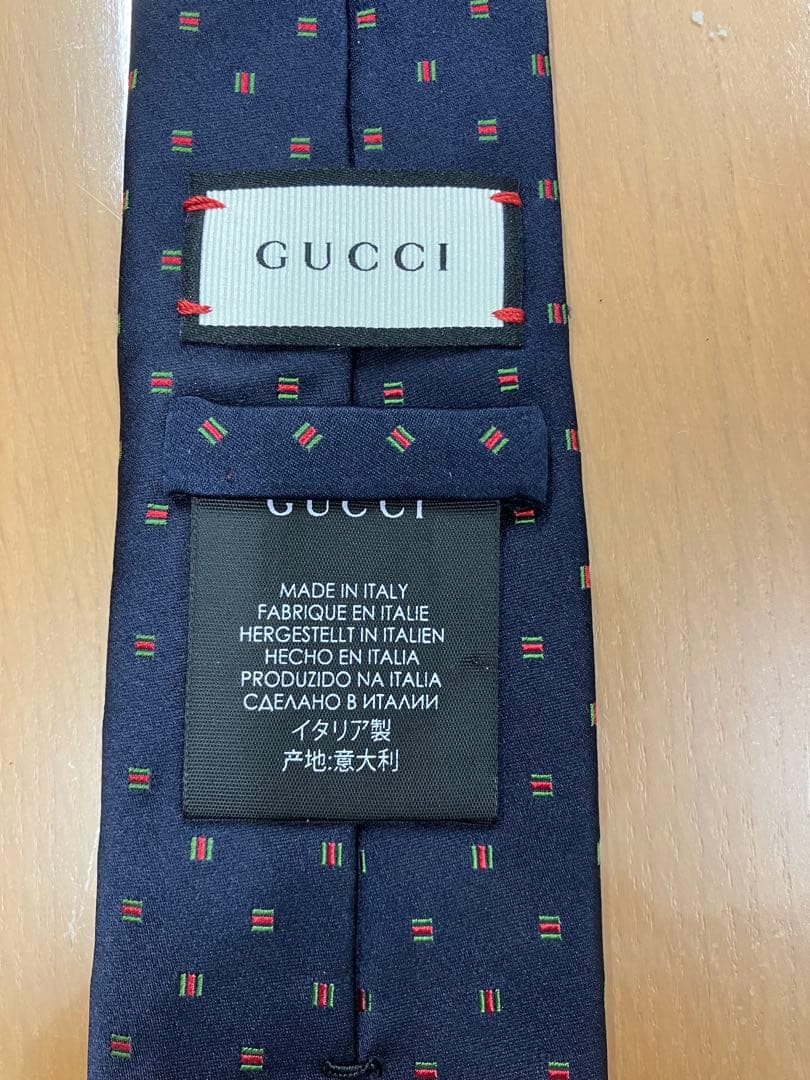 GUCCI
GUCCI
MADE IN ITALY
FABRIQUE EN ITALIE
HERGESTELLT IN ITALIEN
HECHO EN ITALIA
PRODUZIDO NA ITALIA
СДЕЛАНО В ИТАЛИИ
イタリア製
产地:意大利